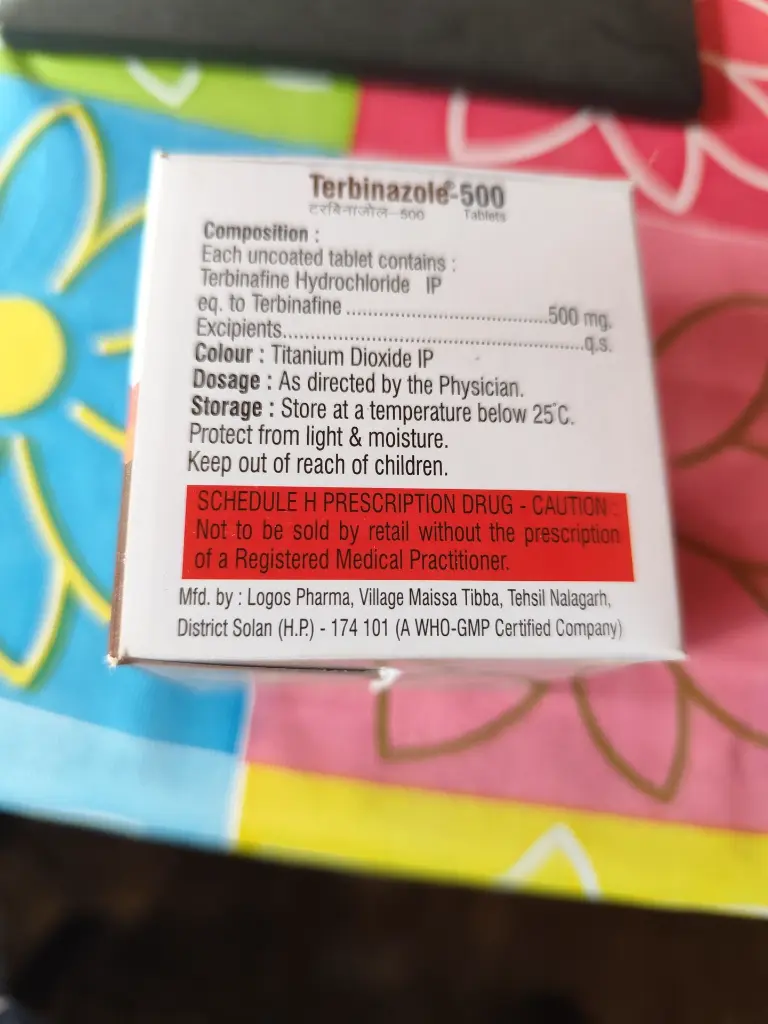 Terbinazole®-500
टरबिनाजोल-500 Tablets
Composition :
Each uncoated tablet contains :
Terbinafine Hydrochloride IP
eq. to Terbinafine ................................500 mg.
Excipients......................................................q.s.
Colour : Titanium Dioxide IP
Dosage : As directed by the Physician.
Storage : Store at a temperature below 25°C.
Protect from light & moisture.
Keep out of reach of children.
SCHEDULE H PRESCRIPTION DRUG - CAUTION :
Not to be sold by retail without the prescription
of a Registered Medical Practitioner.
Mfd. by : Logos Pharma, Village Maissa Tibba, Tehsil Nalagarh,
District Solan (H.P.) - 174 101 (A WHO-GMP Certified Company)